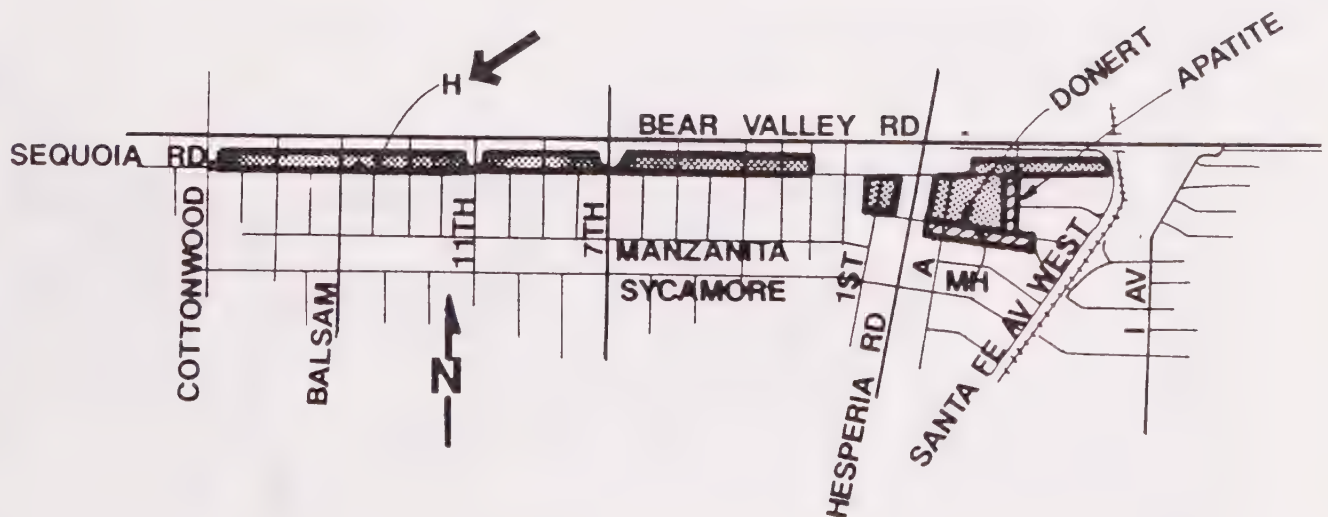 H
DONERT
APATITE
BEAR VALLEY RD
SEQUOIA RD
COTTONWOOD
BALSAM
11TH
7TH
MANZANITA
SYCAMORE
1ST
HESPERIA RD
A
MH
SANTA FE AV WEST
I AV
N